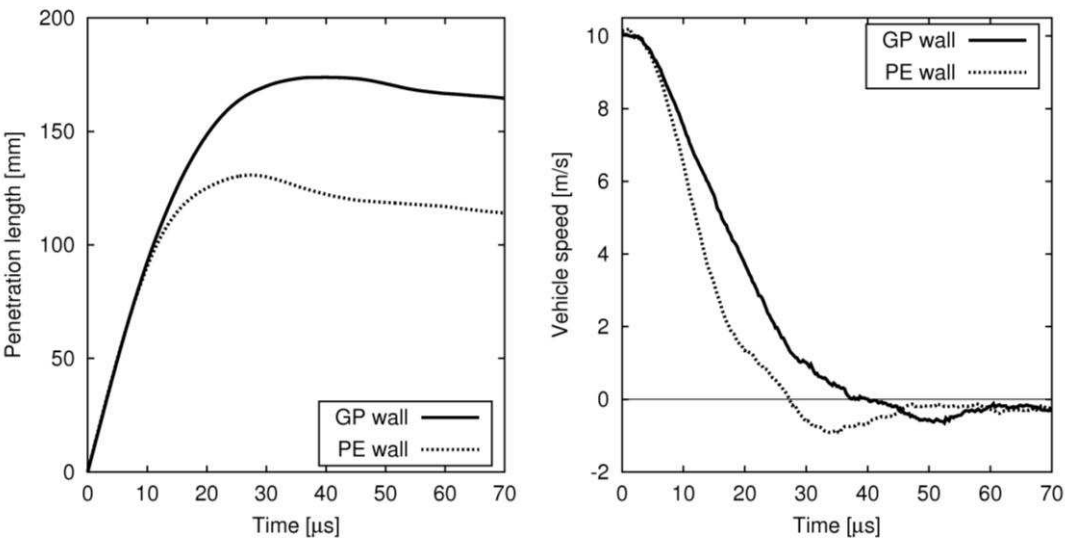 200
150
100
50
0
Penetration length [mm]
GP wall
PE wall
0 10 20 30 40 50 60 70
Time [μs]
10
8
6
4
2
0
-2
Vehicle speed [m/s]
GP wall
PE wall
0 10 20 30 40 50 60 70
Time [μs]